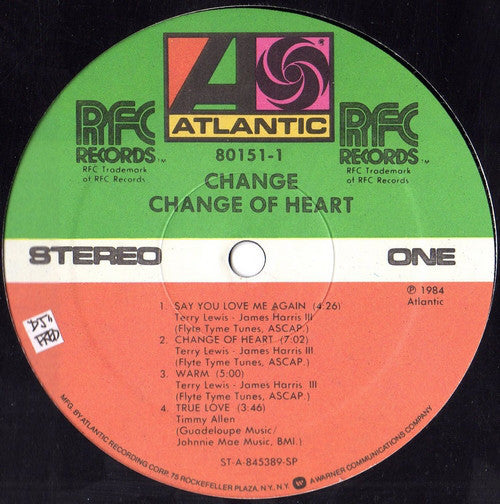 ATLANTIC
RFC
RECORDS™
RFC Trademark
of RFC Records
RFC
RECORDS™
RFC Trademark
of RFC Records
80151-1
CHANGE
CHANGE OF HEART
STEREO
ONE
℗ 1984
Atlantic
1. SAY YOU LOVE ME AGAIN (4:26)
Terry Lewis - James Harris III
(Flyte Tyme Tunes, ASCAP.)
2. CHANGE OF HEART (7:02)
Terry Lewis - James Harris III
(Flyte Tyme Tunes, ASCAP.)
3. WARM (5:00)
Terry Lewis - James Harris III
(Flyte Tyme Tunes, ASCAP.)
4. TRUE LOVE (3:46)
Timmy Allen
(Guadeloupe Music/
Johnnie Mae Music, BMI.)
ST-A-845389-SP
MFG. BY ATLANTIC RECORDING CORP. 75 ROCKEFELLER PLAZA, N.Y. N.Y. A WARNER COMMUNICATIONS COMPANY